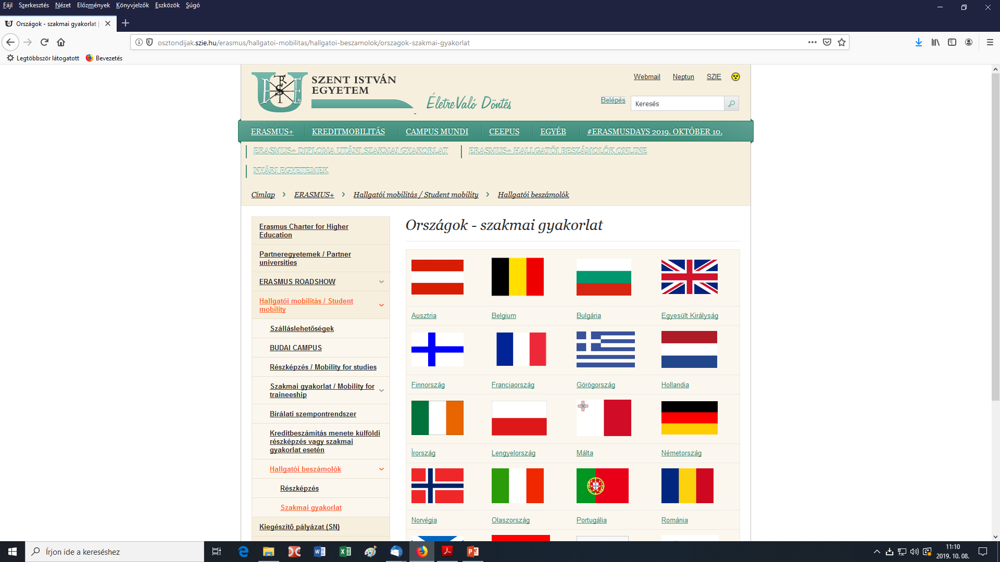 Fájl Szerkesztés Nézet Előzmények Könyvjelzők Eszközök Súgó
Országok - szakmai gyakorlat |
osztondijak.szie.hu/erasmus/hallgatoi-mobilitas/hallgatoi-beszamolok/orszagok-szakmai-gyakorlat
Legtöbbször látogatott Bevezetés
SZENT ISTVÁN
EGYETEM
ÉletreValó Döntés
Webmail Neptun SZIE
Belépés Keresés
ERASMUS+ KREDITMOBILITÁS CAMPUS MUNDI CEEPUS EGYÉB #ERASMUSDAYS 2019. OKTÓBER 10.
ERASMUS+ DIPLOMA UTÁNI SZAKMAI GYAKORLAT ERASMUS+ HALLGATÓI BESZÁMOLÓK ONLINE
NYÁRI EGYETEMEK
Címlap > ERASMUS+ > Hallgatói mobilitás / Student mobility > Hallgatói beszámolók
Erasmus Charter for Higher
Education
Partneregyetemek / Partner
universities
ERASMUS ROADSHOW
Hallgatói mobilitás / Student
mobility
Szálláslehetőségek
BUDAI CAMPUS
Részképzés / Mobility for studies
Szakmai gyakorlat / Mobility for
traineeship
Bírálati szempontrendszer
Kreditbeszámítás menete külföldi
részképzés vagy szakmai
gyakorlat esetén
Hallgatói beszámolók
Részképzés
Szakmai gyakorlat
Kiegészítő pályázat (SN)
Országok - szakmai gyakorlat
Ausztria Belgium Bulgária Egyesült Királyság
Finnország Franciaország Görögország Hollandia
Írország Lengyelország Málta Németország
Norvégia Olaszország Portugália Románia
Írjon ide a kereséshez
11:10
2019. 10. 08.